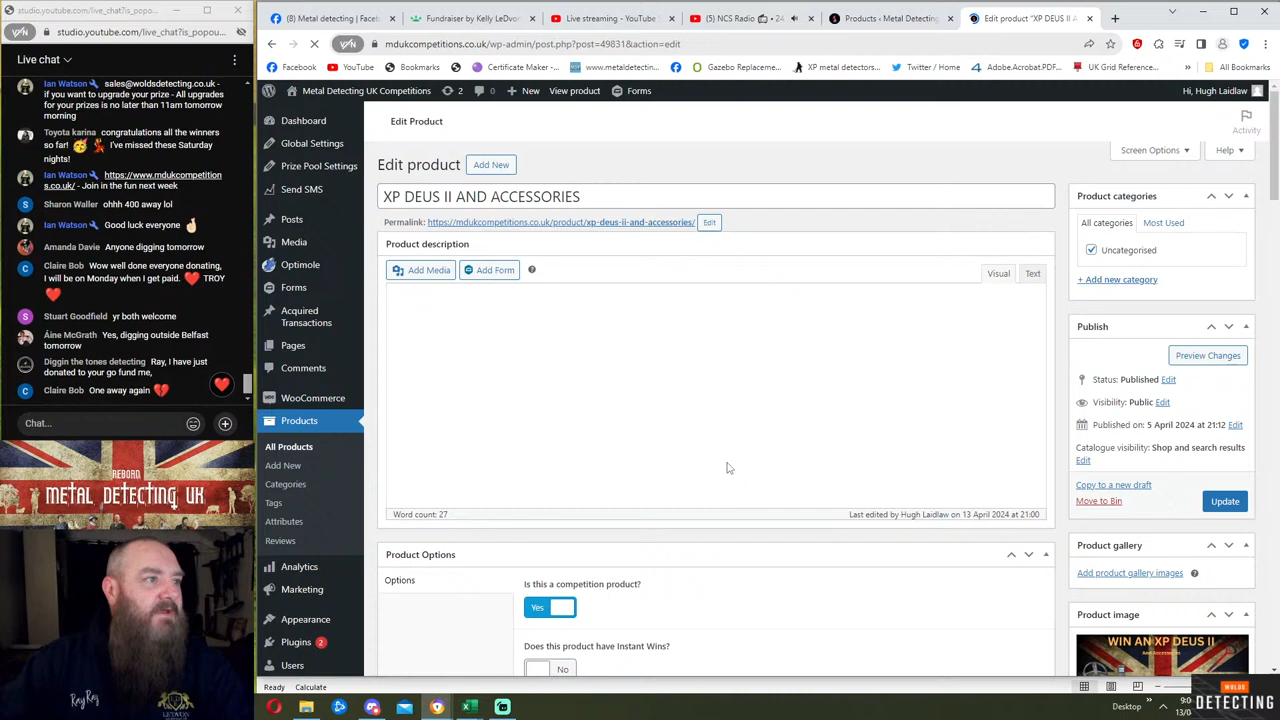 studio.youtube.com/live_chat?is_popou...
Live chat
Ian Watson sales@woldsdetecting.co.uk -
if you want to upgrade your prize - All upgrades
for your prizes is no later than 11am tomorrow
morning
Toyota karina congratulations all the winners
so far! I've missed these Saturday
nights!
Ian Watson https://www.mdukcompetition
s.co.uk/ - Join in the fun next week
Sharon Waller ohhh 400 away lol
Ian Watson Good luck everyone
Amanda Davie Anyone digging tomorrow
Claire Bob Wow well done everyone donating,
I will be on Monday when I get paid. TROY
Stuart Goodfield yr both welcome
Áine McGrath Yes, digging outside Belfast
tomorrow
Diggin the tones detecting Ray, I have just
donated to your go fund me,
Claire Bob One away again
Chat...
REBORN
METAL DETECTING UK
(8) Metal detecting | Faceb
Fundraiser by Kelly LeDvo
Live streaming - YouTube S
(5) NCS Radio
24
Products ‹ Metal Detecting
Edit product "XP DEUS II A
mdukcompetitions.co.uk/wp-admin/post.php?post=49831&action=edit
Facebook
YouTube
Bookmarks
Certificate Maker -...
www.metaldetectin...
Gazebo Replaceme...
XP metal detectors...
Twitter / Home
Adobe.Acrobat.PDF...
UK Grid Reference...
All Bookmarks
Metal Detecting UK Competitions
2
0
New
View product
Forms
Hi, Hugh Laidlaw
Dashboard
Global Settings
Prize Pool Settings
Send SMS
Posts
Media
Optimole
Forms
Acquired
Transactions
Pages
Comments
WooCommerce
Products
All Products
Add New
Categories
Tags
Attributes
Reviews
Analytics
Marketing
Appearance
Plugins 2
Users
Edit Product
Activity
Screen Options
Help
Edit product
Add New
XP DEUS II AND ACCESSORIES
Permalink: https://mdukcompetitions.co.uk/product/xp-deus-ii-and-accessories/ Edit
Product description
Add Media
Add Form
Visual
Text
Word count: 27
Last edited by Hugh Laidlaw on 13 April 2024 at 21:00
Product Options
Options
Is this a competition product?
Yes
Does this product have Instant Wins?
No
Product categories
All categories
Most Used
Uncategorised
+ Add new category
Publish
Preview Changes
Status: Published Edit
Visibility: Public Edit
Published on: 5 April 2024 at 21:12 Edit
Catalogue visibility: Shop and search results
Edit
Copy to a new draft
Move to Bin
Update
Product gallery
Add product gallery images
Product image
WIN AN XP DEUS II
And Accessories
Ready
Calculate
RayRay
LEDVON
Desktop
WOLDS
DETECTING